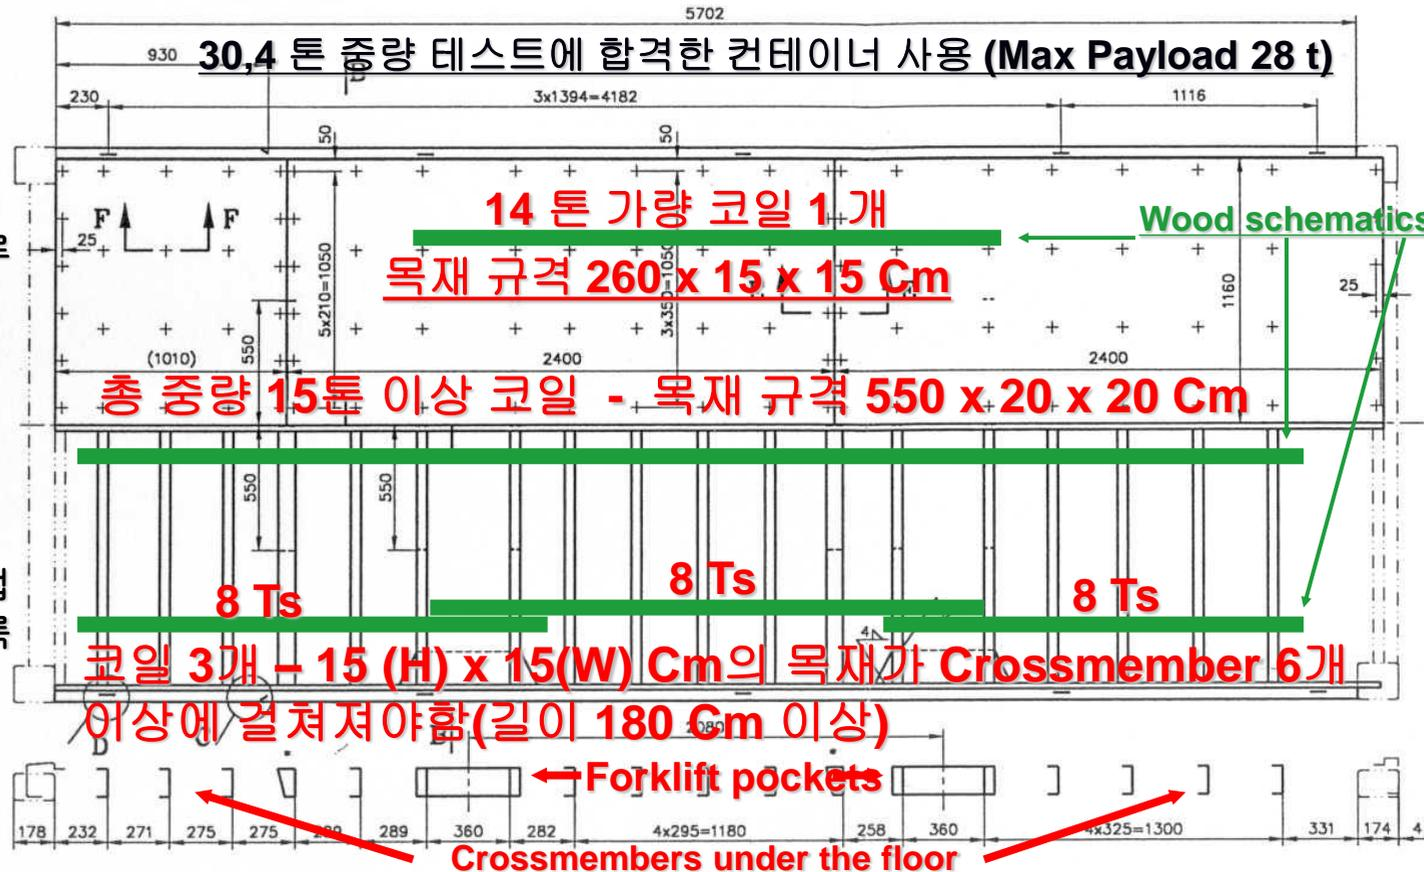 5702
30,4 톤 중량 테스트에 합격한 컨테이너 사용 (Max Payload 28 t)
930
230
3x1394=4182
1116
50
50
14 톤 가량 코일 1 개
F F
Wood schematics
25
목재 규격 260 x 15 x 15 Cm
5x210=1050
3x350=1050
1160
25
550
(1010)
2400
2400
총 중량 15톤 이상 코일 - 목재 규격 550 x 20 x 20 Cm
550
550
8 Ts
8 Ts
8 Ts
4
코일 3개 – 15 (H) x 15(W) Cm의 목재가 Crossmember 6개
이상에 걸쳐져야함(길이 180 Cm 이상)
D
2080
Forklift pockets
178 232 271 275 275 289 360 282 4x295=1180 258 360 4x325=1300 331 174
Crossmembers under the floor